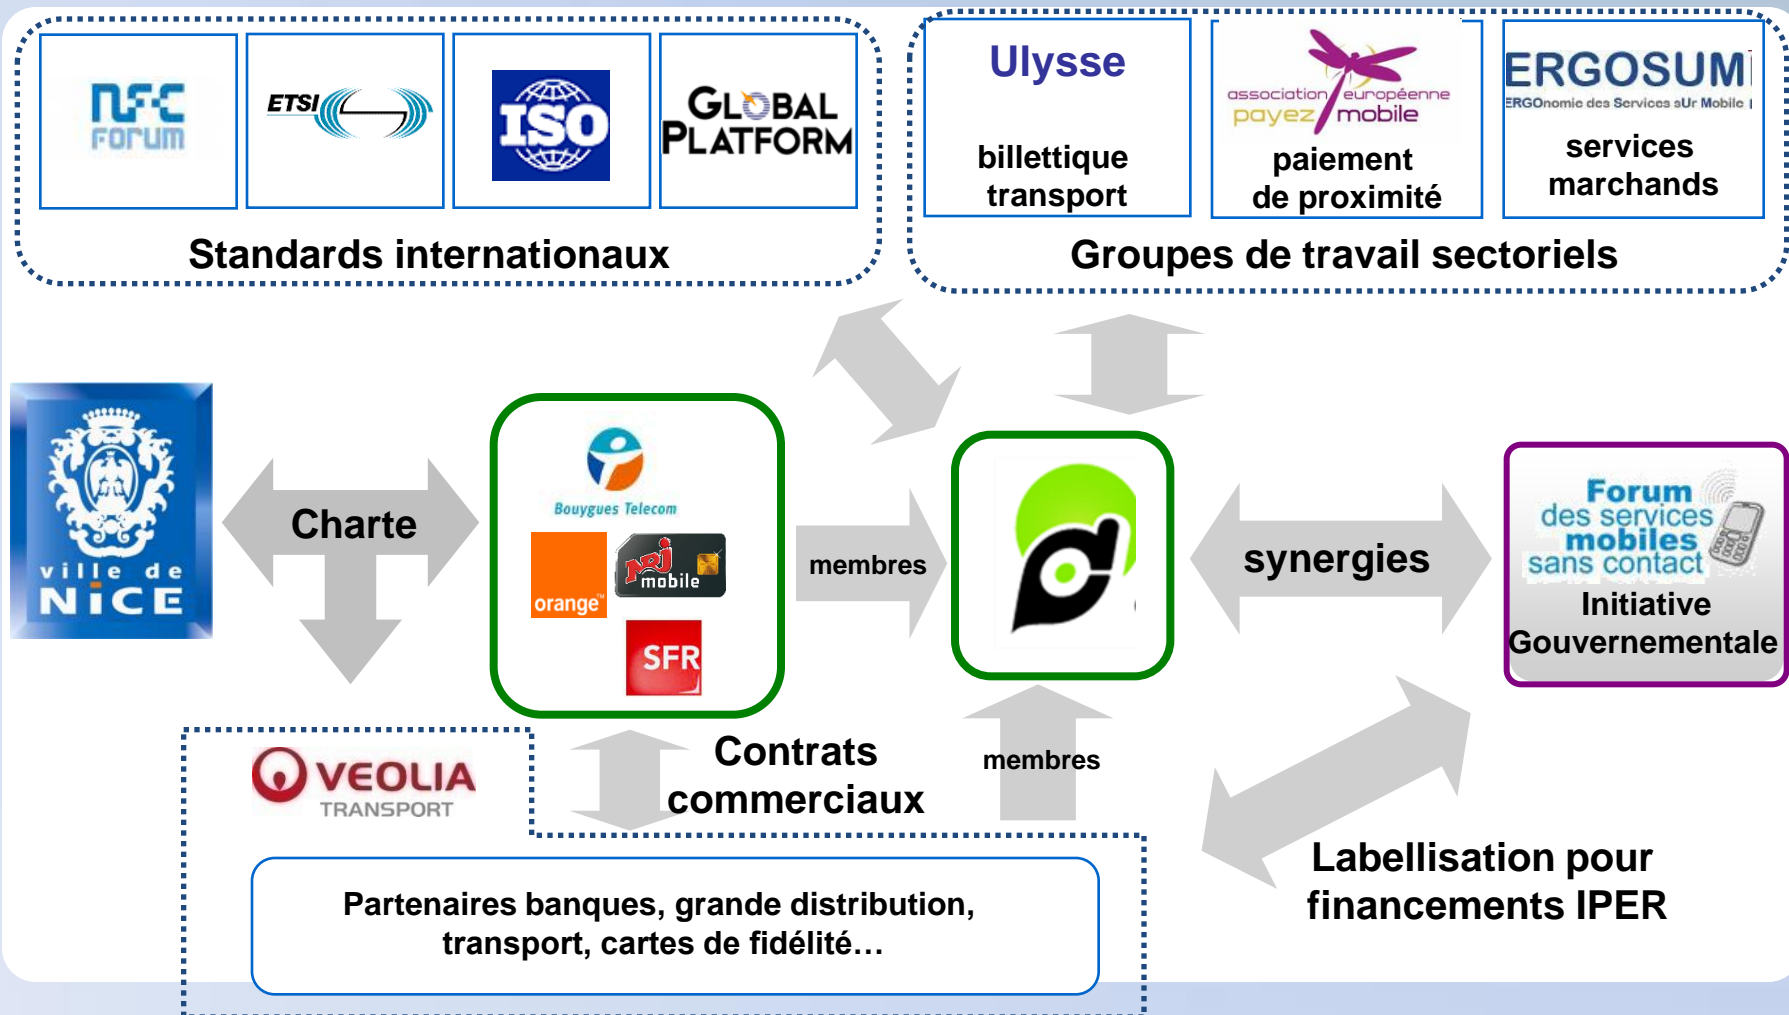 NFC
FORUM
ETSI
ISO
GLOBAL
PLATFORM
Standards internationaux
Ulysse
billettique
transport
association européenne
payez mobile
paiement
de proximité
ERGOSUM
ERGOnomie des Services sUr Mobile
services
marchands
Groupes de travail sectoriels
ville de
NiCE
Charte
Bouygues Telecom
orange™
NRJ
mobile
SFR
membres
synergies
Forum
des services
mobiles
sans contact
Initiative
Gouvernementale
VEOLIA
TRANSPORT
Contrats
commerciaux
membres
Labellisation pour
financements IPER
Partenaires banques, grande distribution,
transport, cartes de fidélité…